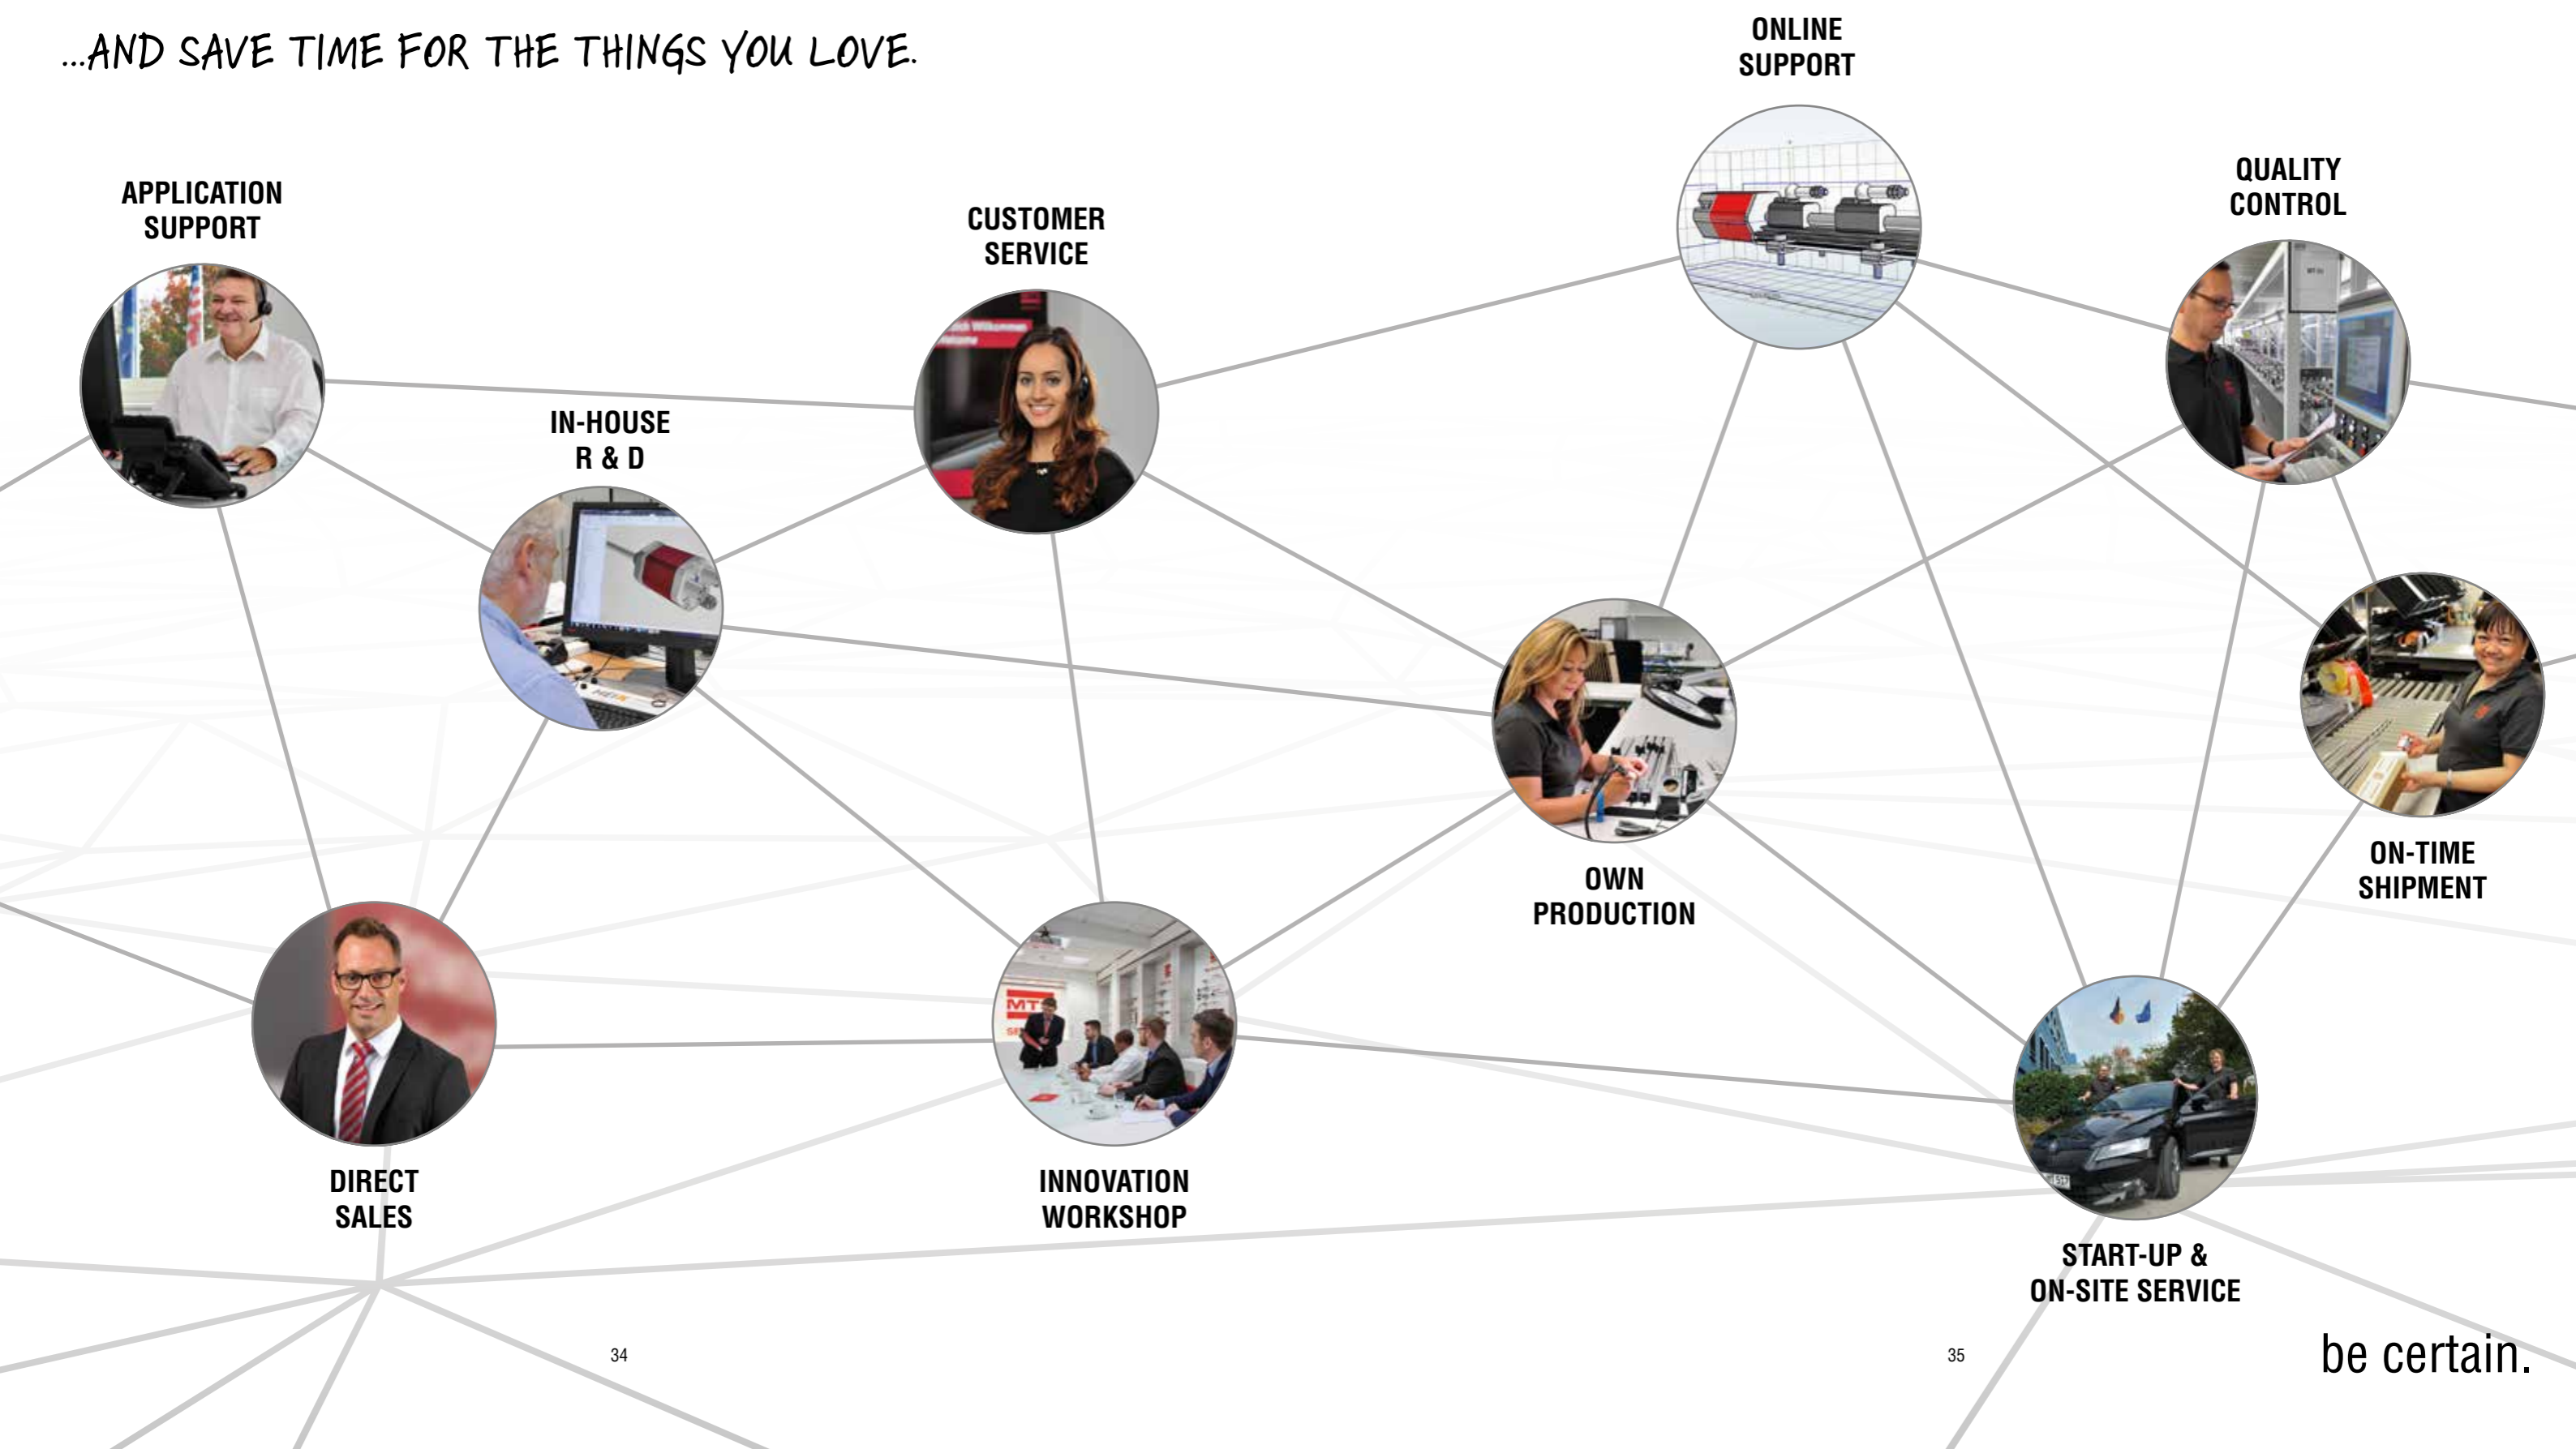 ...AND SAVE TIME FOR THE THINGS YOU LOVE.
ONLINE
SUPPORT
QUALITY
CONTROL
APPLICATION
SUPPORT
CUSTOMER
SERVICE
IN-HOUSE
R & D
OWN
PRODUCTION
ON-TIME
SHIPMENT
MTS
DIRECT
SALES
INNOVATION
WORKSHOP
START-UP &
ON-SITE SERVICE
34
35
be certain.